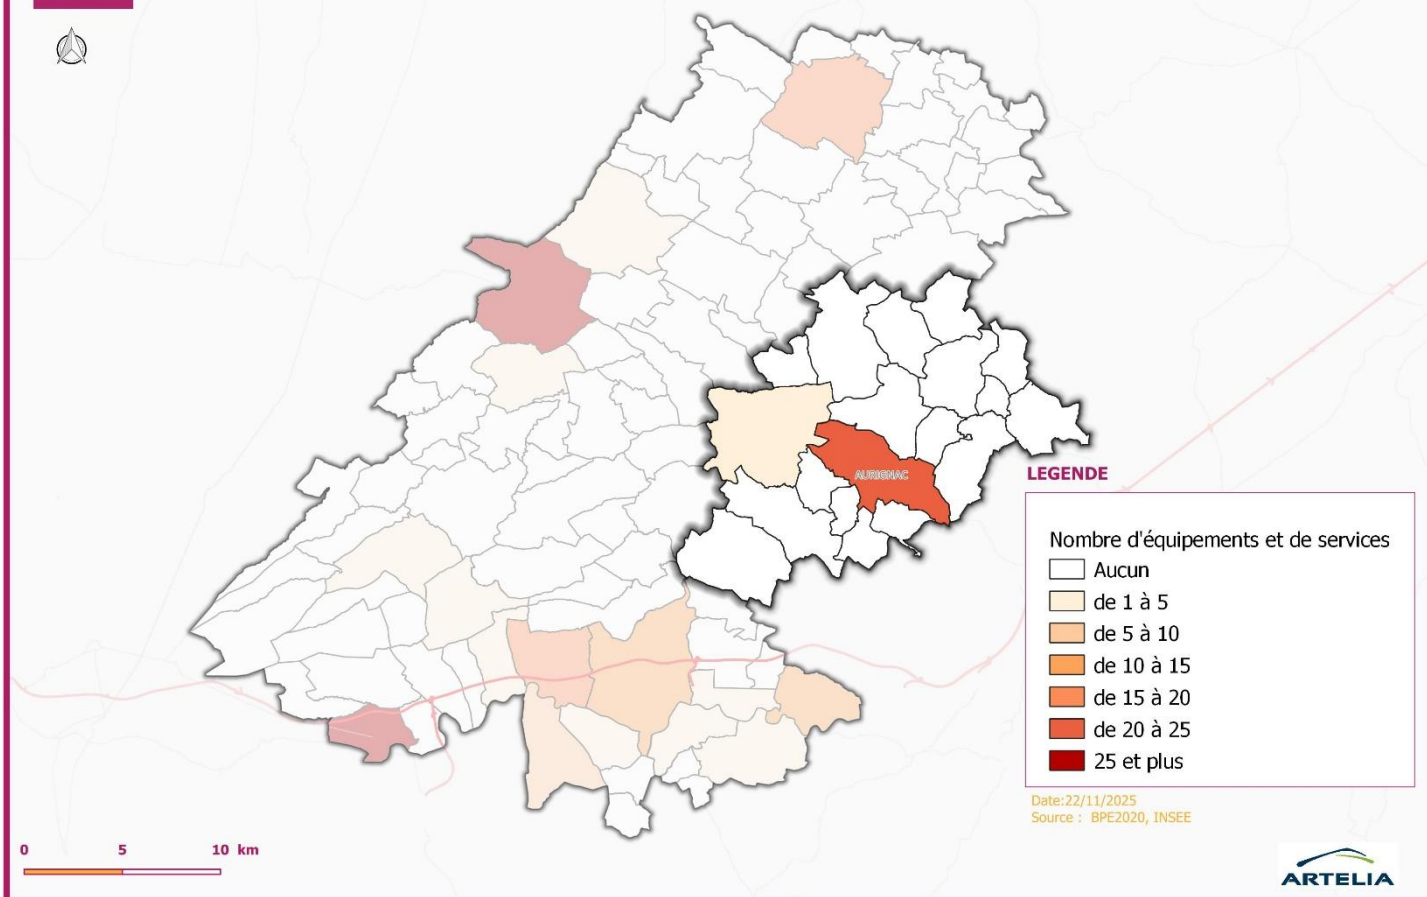 AURIGNAC
LEGENDE
Nombre d'équipements et de services
Aucun
de 1 à 5
de 5 à 10
de 10 à 15
de 15 à 20
de 20 à 25
25 et plus
Date:22/11/2025
Source : BPE2020, INSEE
0 5 10 km
ARTELIA